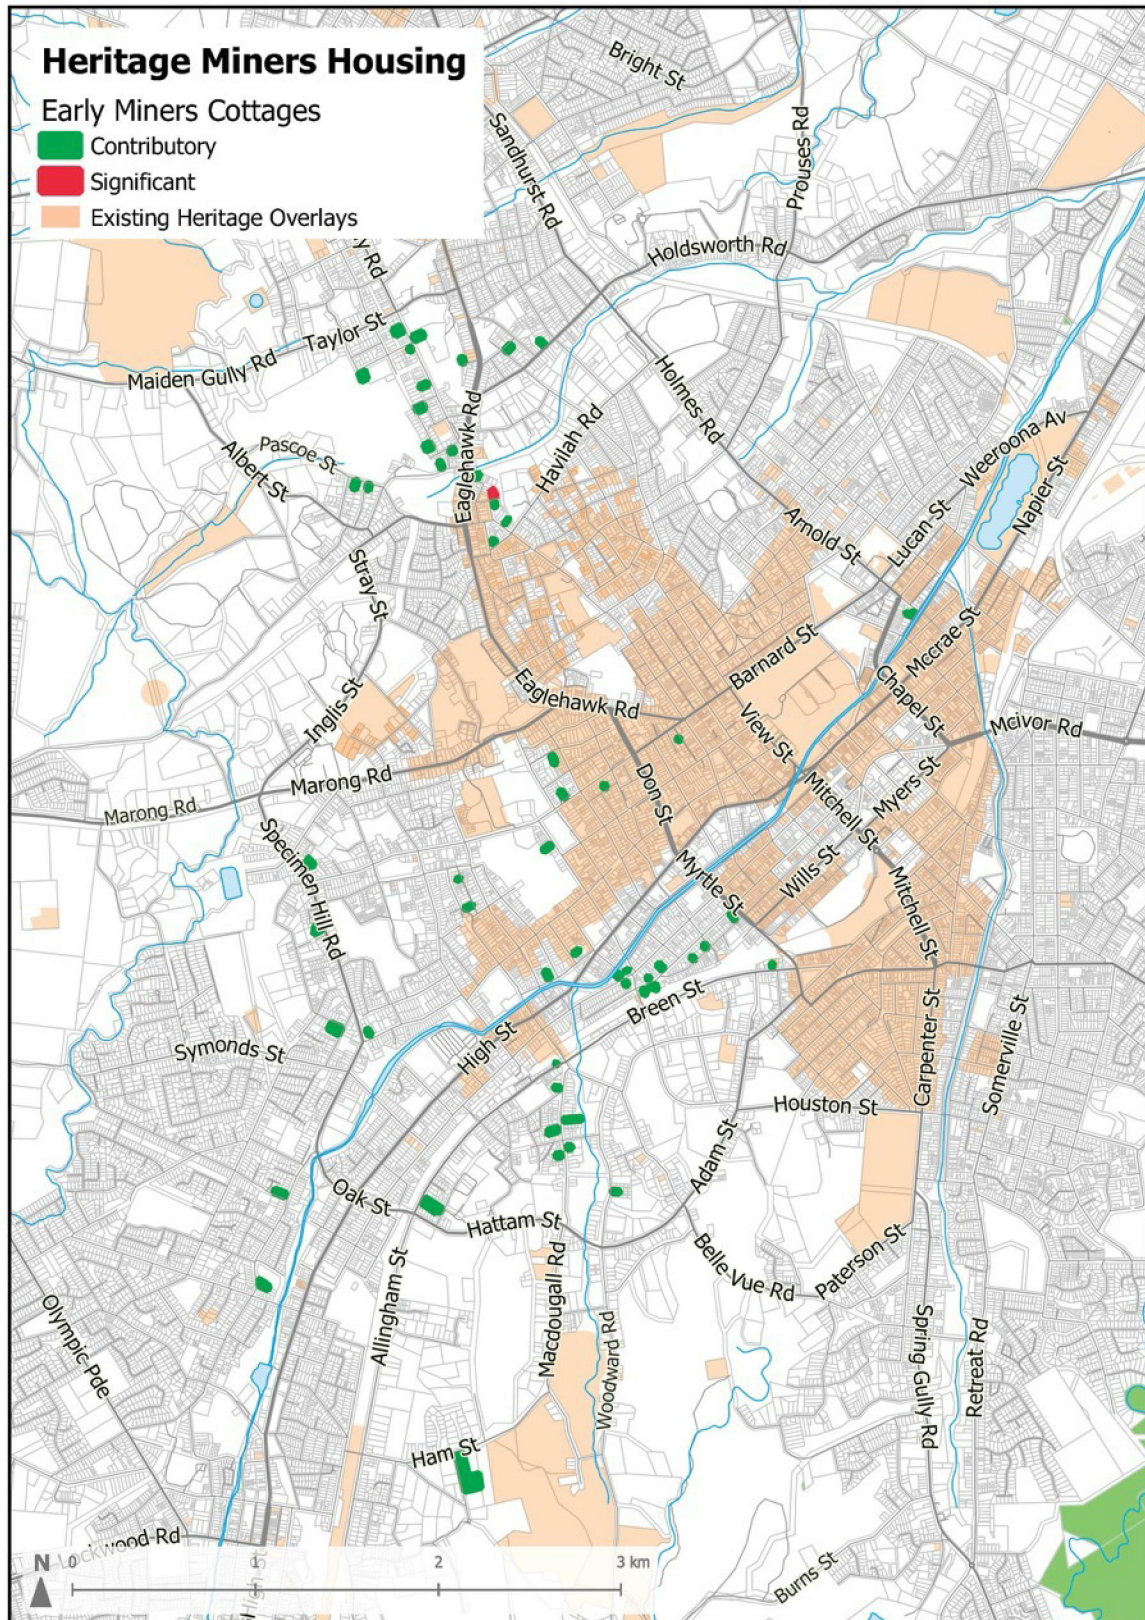 Heritage Miners Housing
Early Miners Cottages
Contributory
Significant
Existing Heritage Overlays
Bright St
Sandhurst Rd
Prouses Rd
Holdsworth Rd
Rd
Taylor St
Maiden Gully Rd
Holmes Rd
Eaglehawk Rd
Havilah Rd
Pascoe St
Albert St
Weeroona Av
Napier St
Lucan St
Arnold St
Stray St
Mccrae St
Barnard St
Chapel St
Inglis St
Eaglehawk Rd
View St
Mcivor Rd
Marong Rd
Don St
Mitchell St
Myers St
Marong Rd
Specimen Hill Rd
Myrtle St
Wills St
Mitchell St
Breen St
High St
Symonds St
Carpenter St
Somerville St
Houston St
Adam St
Oak St
Hattam St
Belle Vue Rd
Paterson St
Allingham St
Macdougall Rd
Woodward Rd
Olympic Pde
Spring Gully Rd
Retreat Rd
Ham St
Rd
High St
Burns St
N
0 1 2 3 km